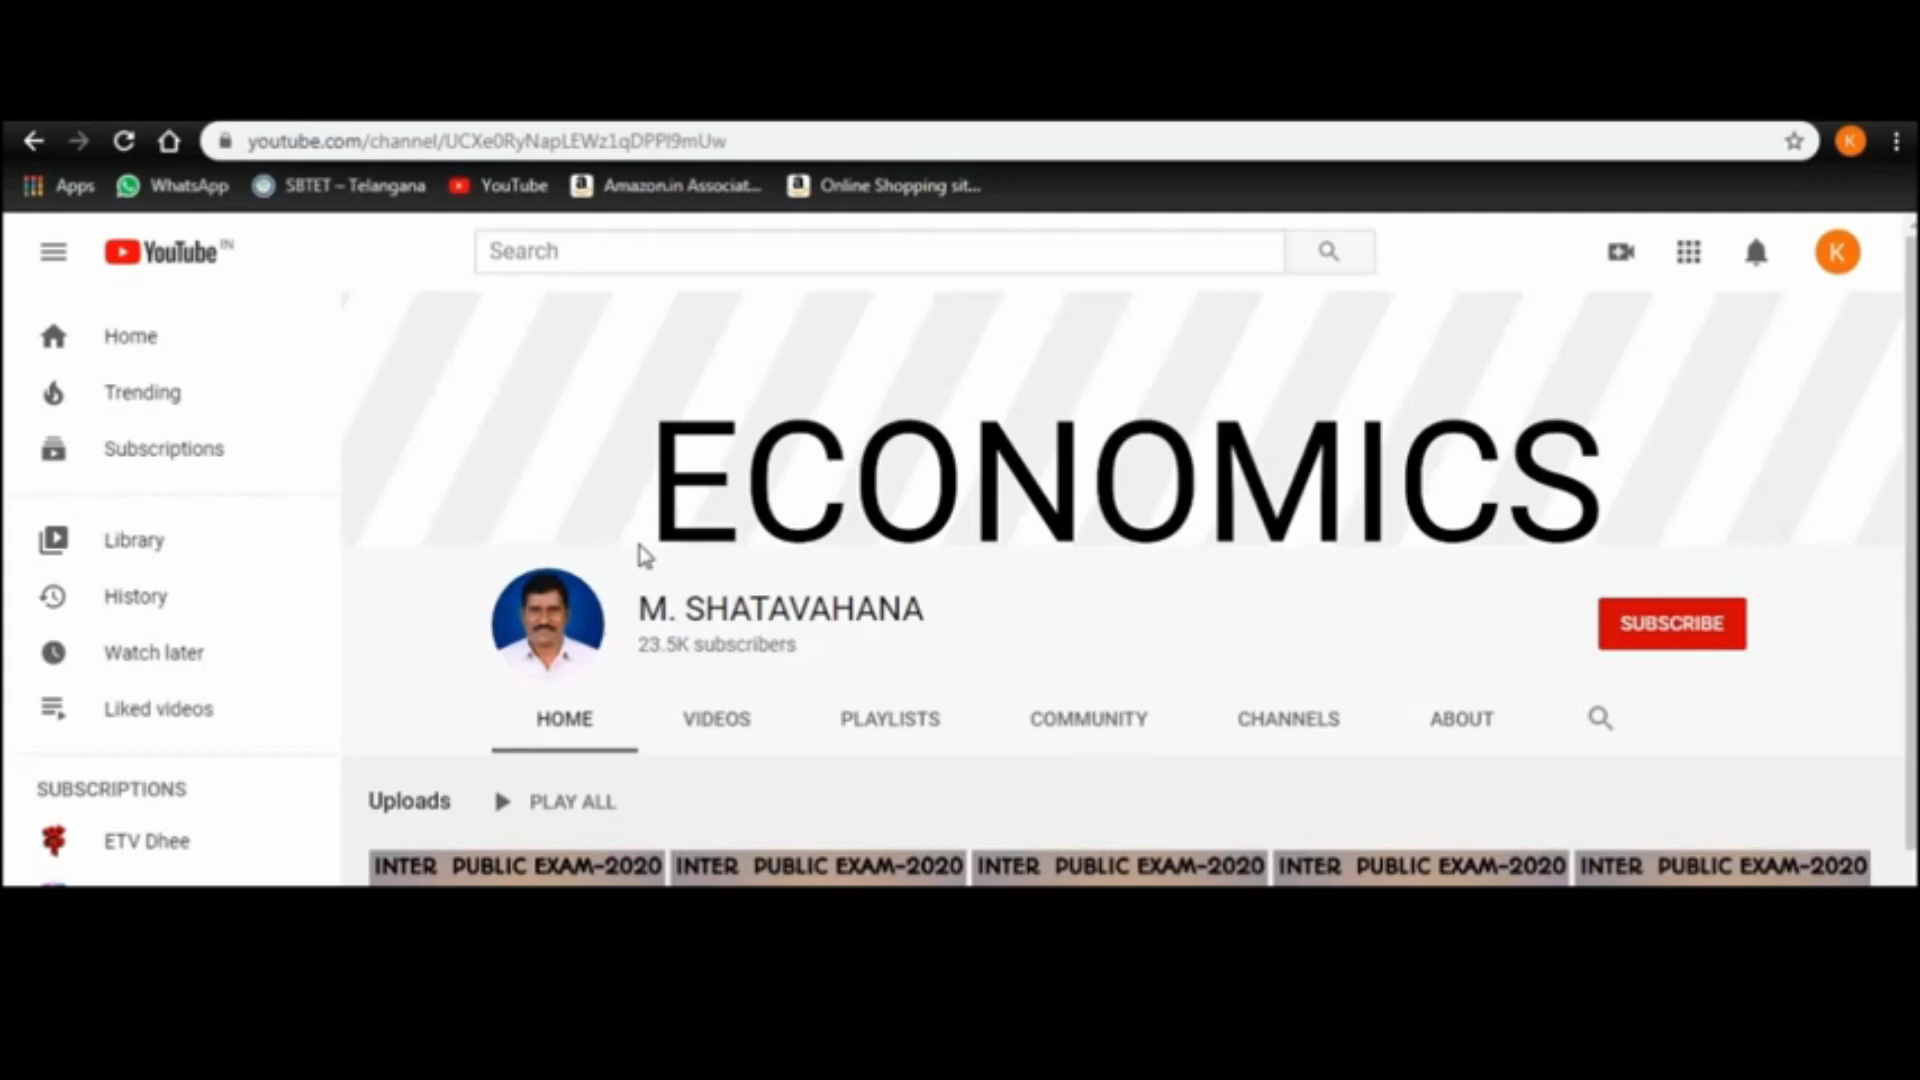 youtube.com/channel/UCXe0RyNapLEWz1qDPPI9mUw
K
Apps WhatsApp SBTET – Telangana YouTube Amazon.in Associat... Online Shopping sit...
YouTube IN
Search
K
Home
Trending
Subscriptions
Library
History
Watch later
Liked videos
SUBSCRIPTIONS
ETV Dhee
ECONOMICS
M. SHATAVAHANA
23.5K subscribers
SUBSCRIBE
HOME VIDEOS PLAYLISTS COMMUNITY CHANNELS ABOUT
Uploads PLAY ALL
INTER PUBLIC EXAM-2020 INTER PUBLIC EXAM-2020 INTER PUBLIC EXAM-2020 INTER PUBLIC EXAM-2020 INTER PUBLIC EXAM-2020